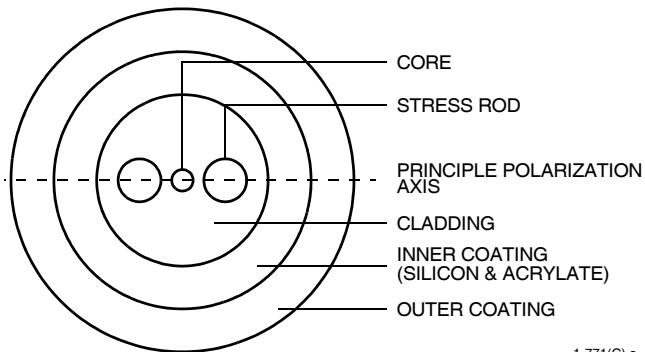 CORE
STRESS ROD
PRINCIPLE POLARIZATION
AXIS
CLADDING
INNER COATING
(SILICON & ACRYLATE)
OUTER COATING